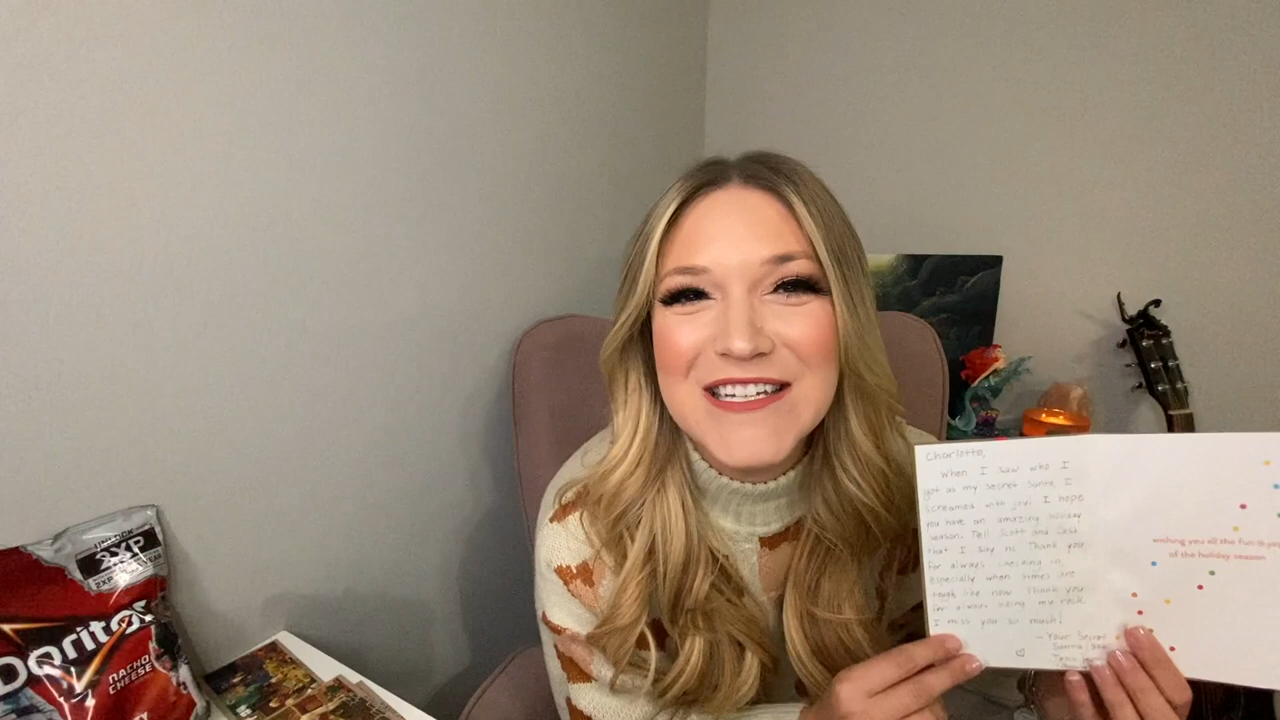 Charlotte,
When I saw who I
got as my secret Santa I
screamed with joy! I hope
you have an amazing holiday
season. Tell Scott and
that I say hi. Thank you
for always checking in
especially when times are
tough like now. Thank you
for always being my rock.
I miss you so much!
- Your Secret
Santa
wishing you all the fun &
of the holiday season
2XP
2XP
Doritos
NACHO
CHEESE